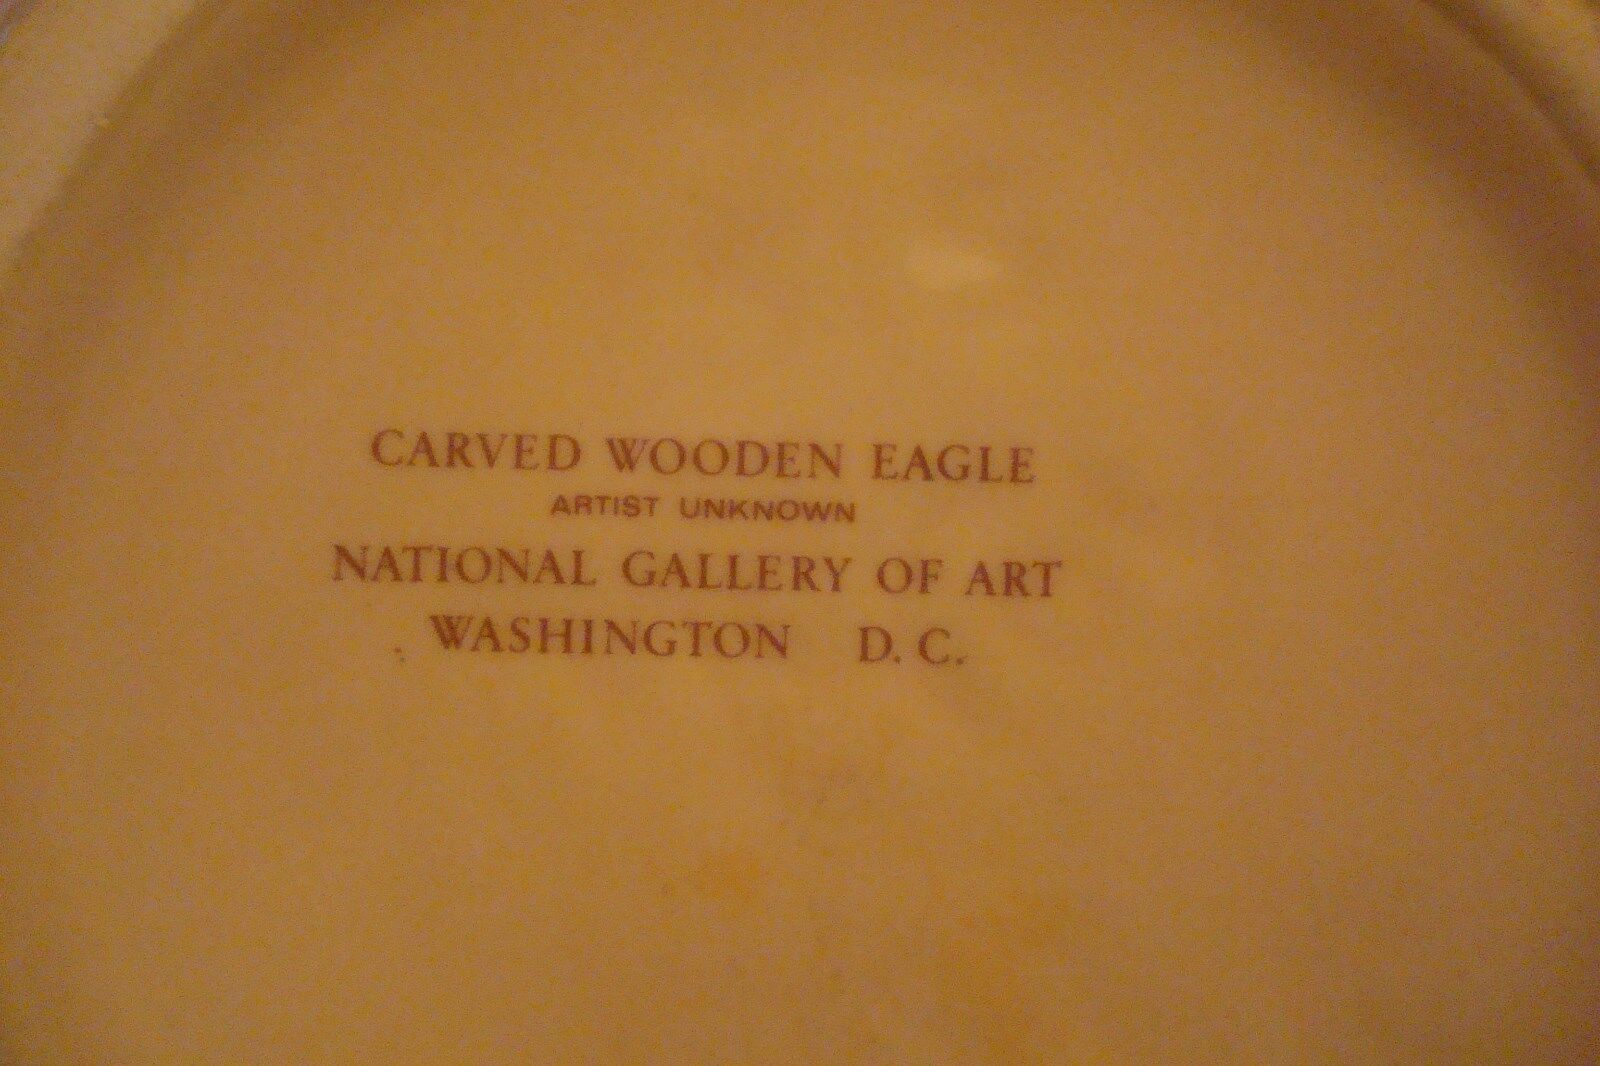 CARVED WOODEN EAGLE
ARTIST UNKNOWN
NATIONAL GALLERY OF ART
WASHINGTON D. C.